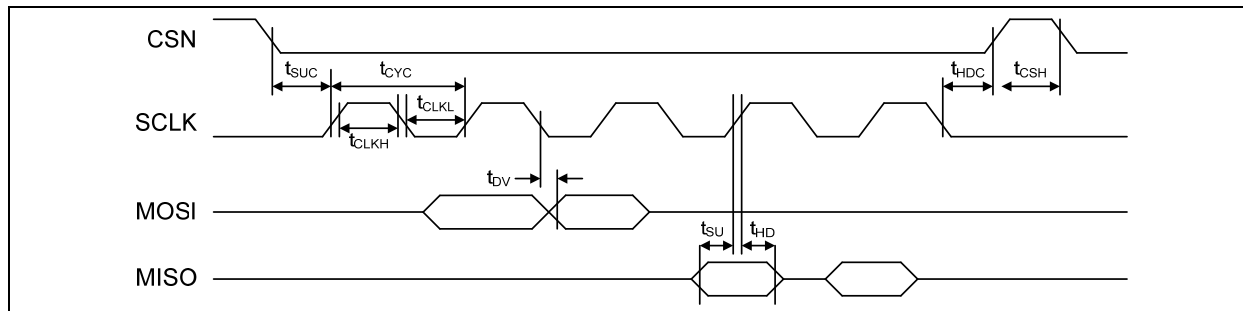 CSN
tSUC
tCYC
tHDC
tCSH
SCLK
tCLKL
tCLKH
tDV
MOSI
tSU
tHD
MISO